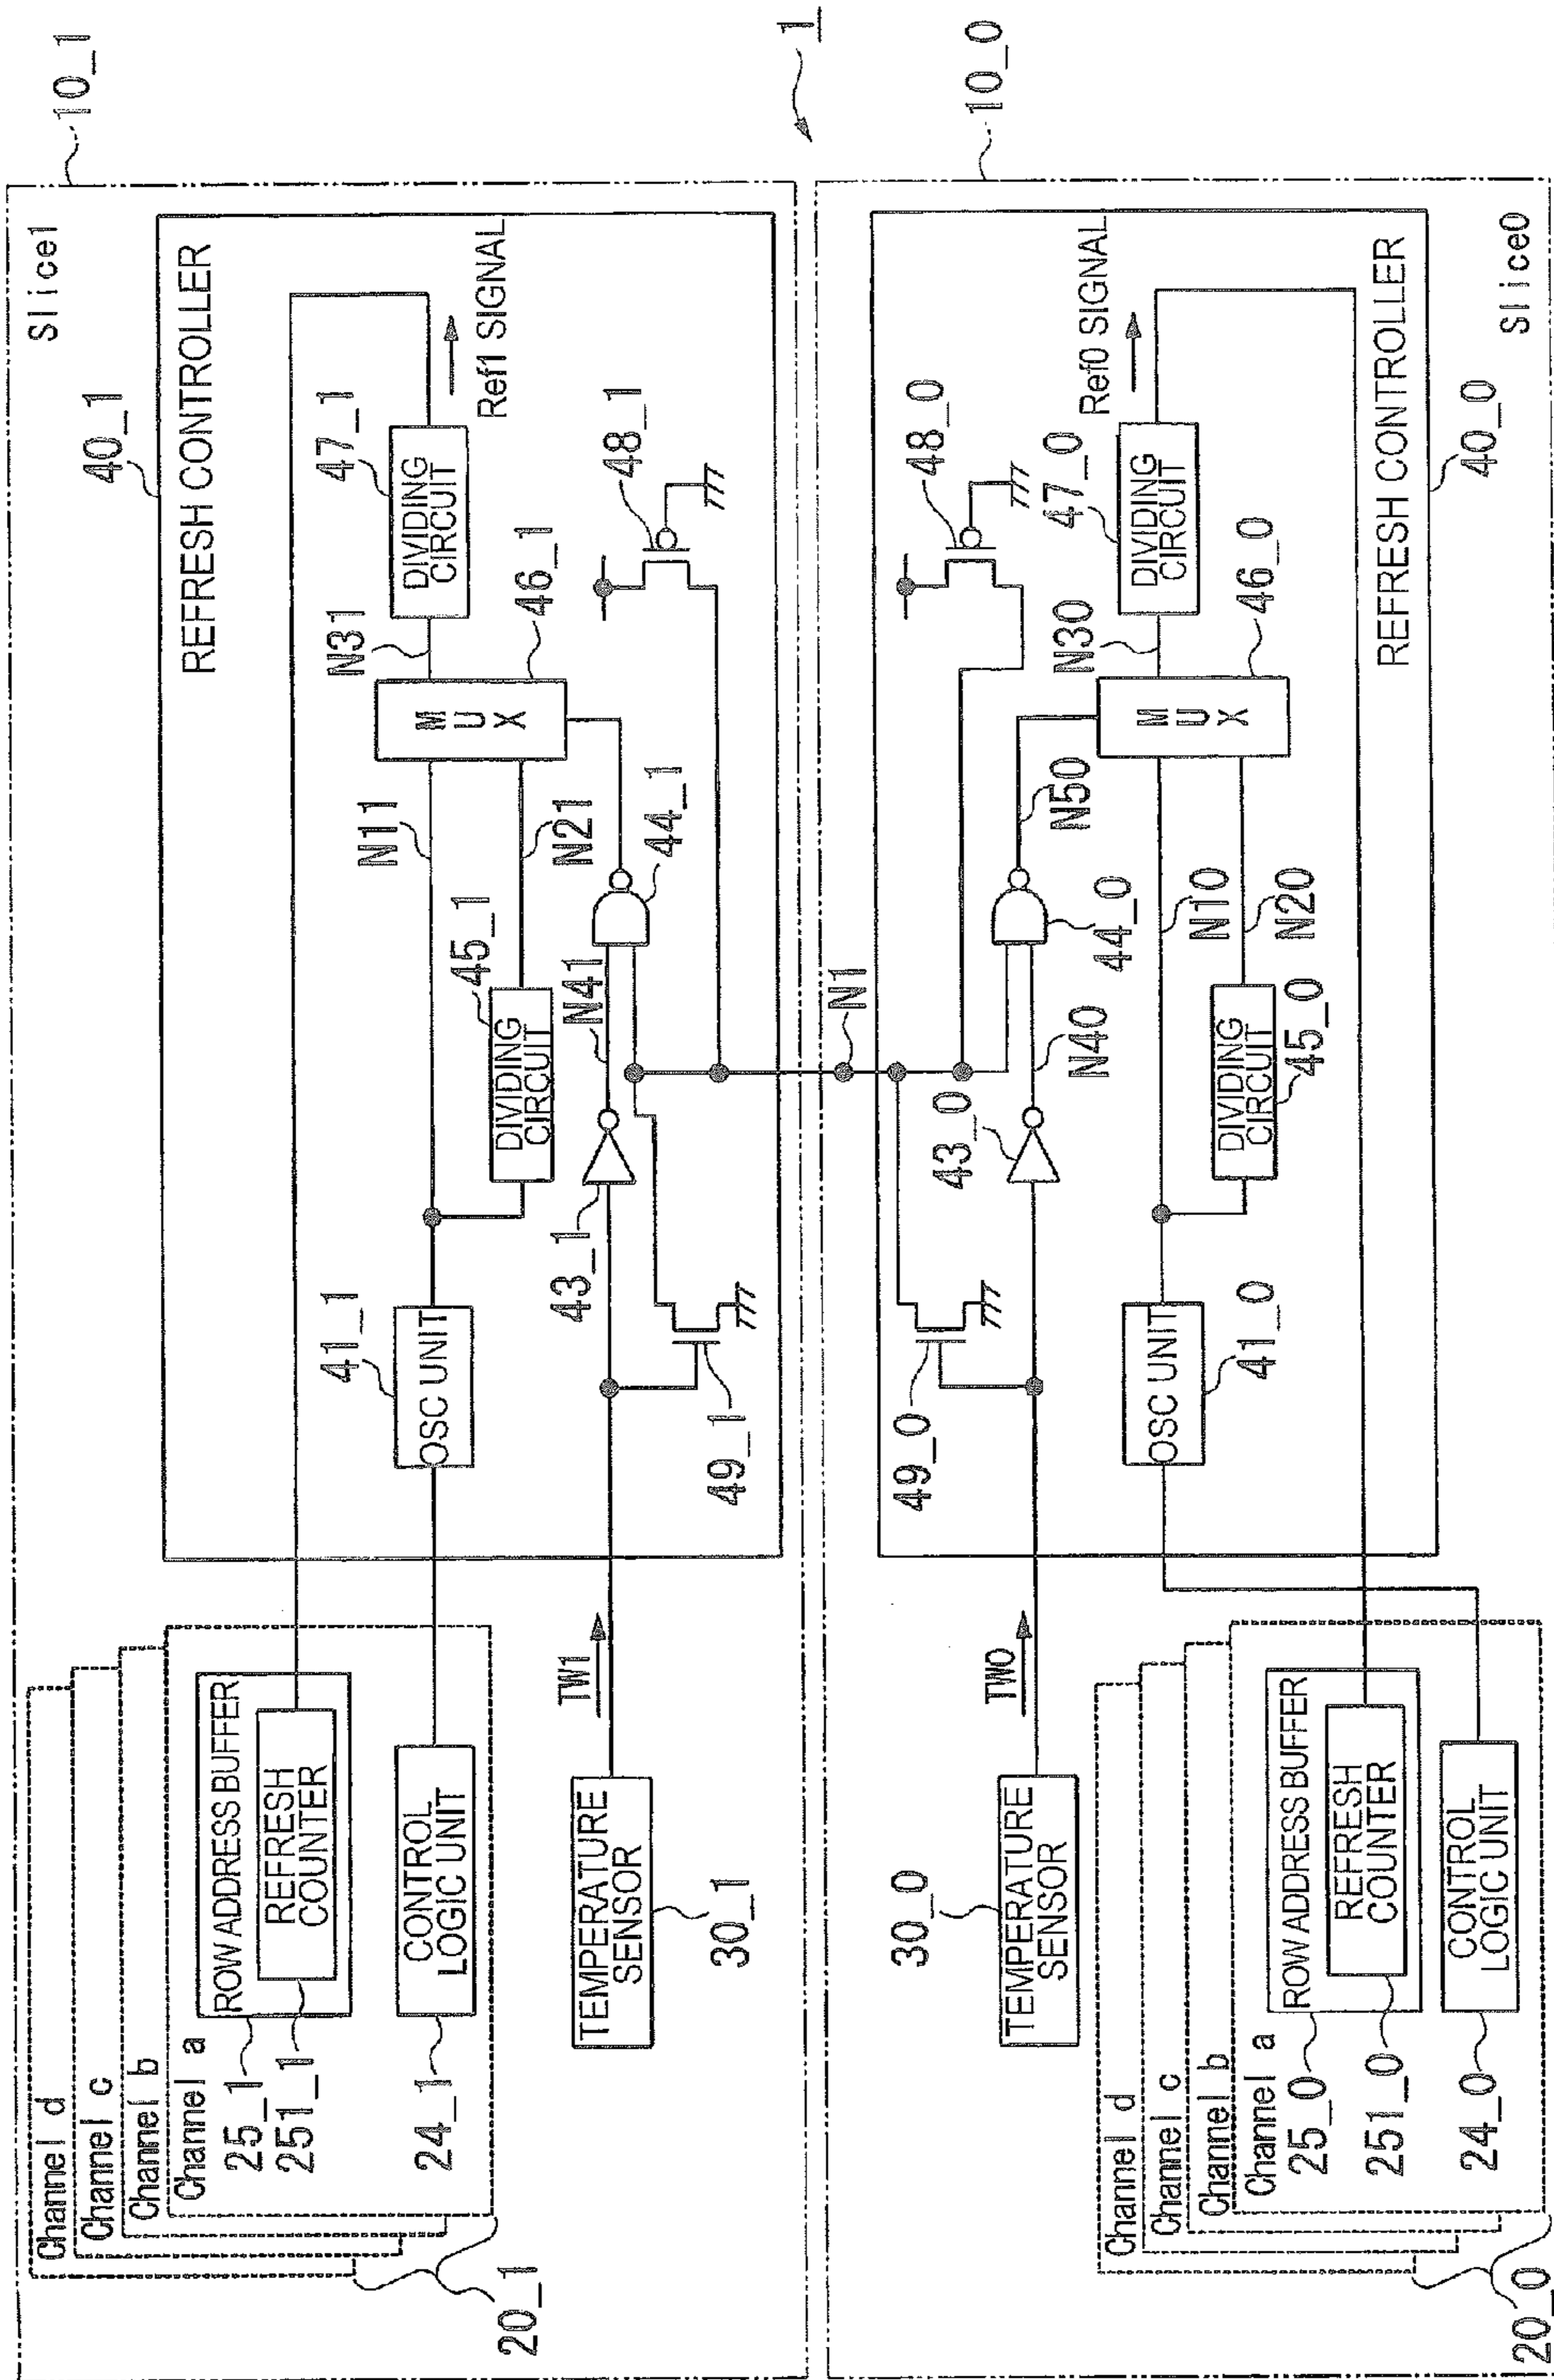 1
10_1
Slice1
40_1
REFRESH CONTROLLER
Channel d
Channel c
Channel b
Channel a
25_1
251_1
ROW ADDRESS BUFFER
REFRESH
COUNTER
24_1
CONTROL
LOGIC UNIT
20_1
41_1
OSC UNIT
N11
N31
47_1
DIVIDING
CIRCUIT
Ref1 SIGNAL
45_1
DIVIDING
CIRCUIT
N21
MUX
46_1
43_1
N41
44_1
48_1
TW1
TEMPERATURE
SENSOR
30_1
49_1
N1
10_0
49_0
43_0
N40
44_0
N50
48_0
Ref0 SIGNAL
30_0
TEMPERATURE
SENSOR
TW0
OSC UNIT
41_0
N10
N20
DIVIDING
CIRCUIT
45_0
MUX
46_0
N30
47_0
DIVIDING
CIRCUIT
Channel d
Channel c
Channel b
Channel a
25_0
ROW ADDRESS BUFFER
251_0
REFRESH
COUNTER
24_0
CONTROL
LOGIC UNIT
20_0
REFRESH CONTROLLER
40_0
Slice0